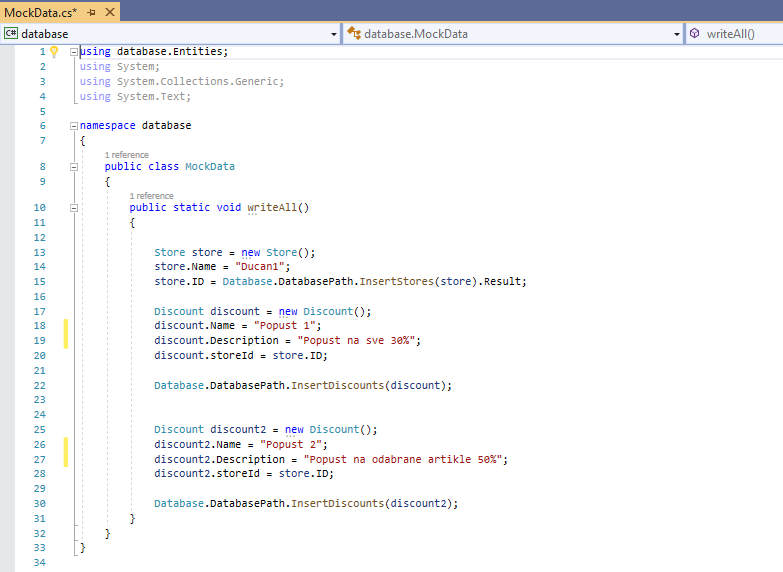 MockData.cs*
C# database
database.MockData
writeAll()
1 using database.Entities;
2 using System;
3 using System.Collections.Generic;
4 using System.Text;
5
6 namespace database
7 {
1 reference
8 public class MockData
9 {
1 reference
10 public static void writeAll()
11 {
12
13 Store store = new Store();
14 store.Name = "Ducan1";
15 store.ID = Database.DatabasePath.InsertStores(store).Result;
16
17 Discount discount = new Discount();
18 discount.Name = "Popust 1";
19 discount.Description = "Popust na sve 30%";
20 discount.storeId = store.ID;
21
22 Database.DatabasePath.InsertDiscounts(discount);
23
24
25 Discount discount2 = new Discount();
26 discount2.Name = "Popust 2";
27 discount2.Description = "Popust na odabrane artikle 50%";
28 discount2.storeId = store.ID;
29
30 Database.DatabasePath.InsertDiscounts(discount2);
31 }
32 }
33 }
34